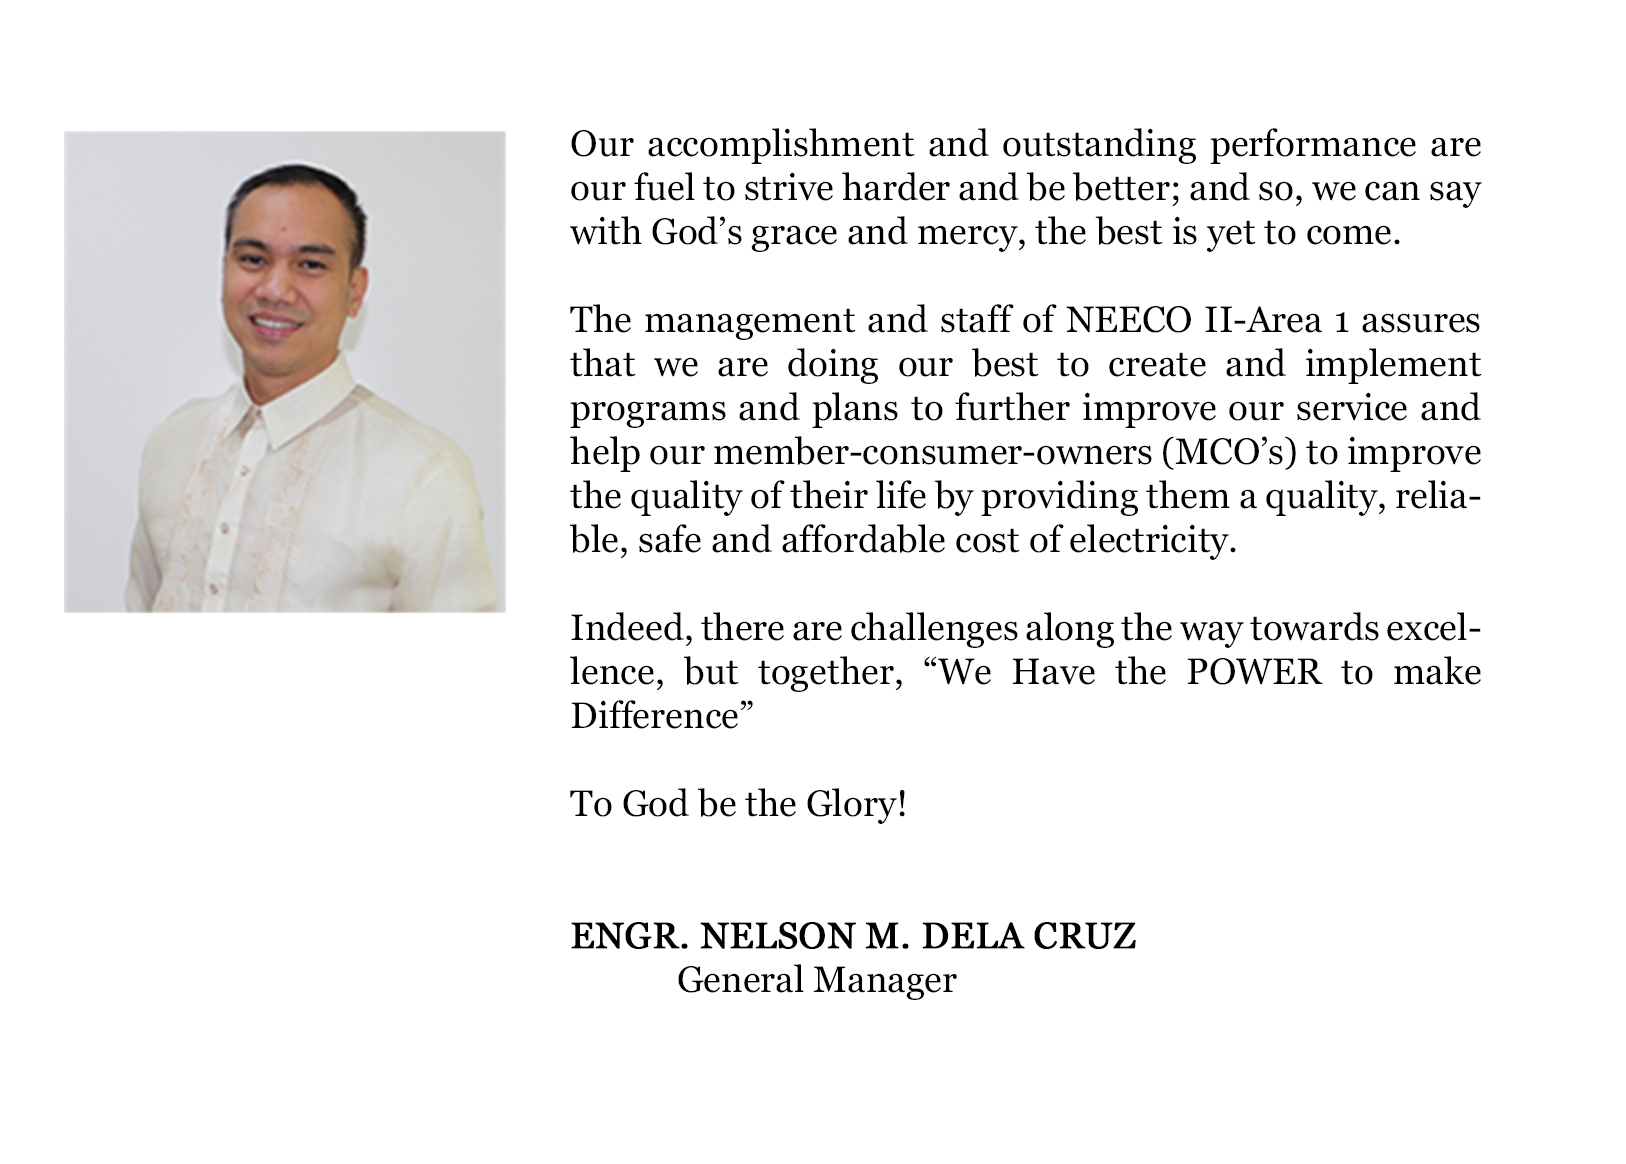 Our accomplishment and outstanding performance are
our fuel to strive harder and be better; and so, we can say
with God’s grace and mercy, the best is yet to come.
The management and staff of NEECO II-Area 1 assures
that we are doing our best to create and implement
programs and plans to further improve our service and
help our member-consumer-owners (MCO’s) to improve
the quality of their life by providing them a quality, relia-
ble, safe and affordable cost of electricity.
Indeed, there are challenges along the way towards excel-
lence, but together, “We Have the POWER to make
Difference”
To God be the Glory!
ENGR. NELSON M. DELA CRUZ
General Manager